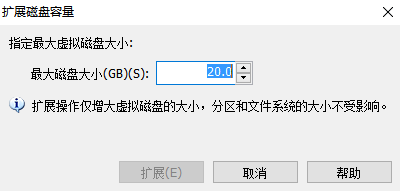 扩展磁盘容量
指定最大虚拟磁盘大小:
最大磁盘大小(GB)(S): 20.0
扩展操作仅增大虚拟磁盘的大小，分区和文件系统的大小不受影响。
扩展(E) 取消 帮助